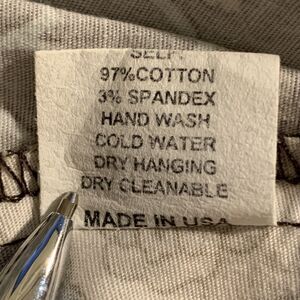 SELF:
97%COTTON
3% SPANDEX
HAND WASH
COLD WATER
DRY HANGING
DRY CLEANABLE
MADE IN USA